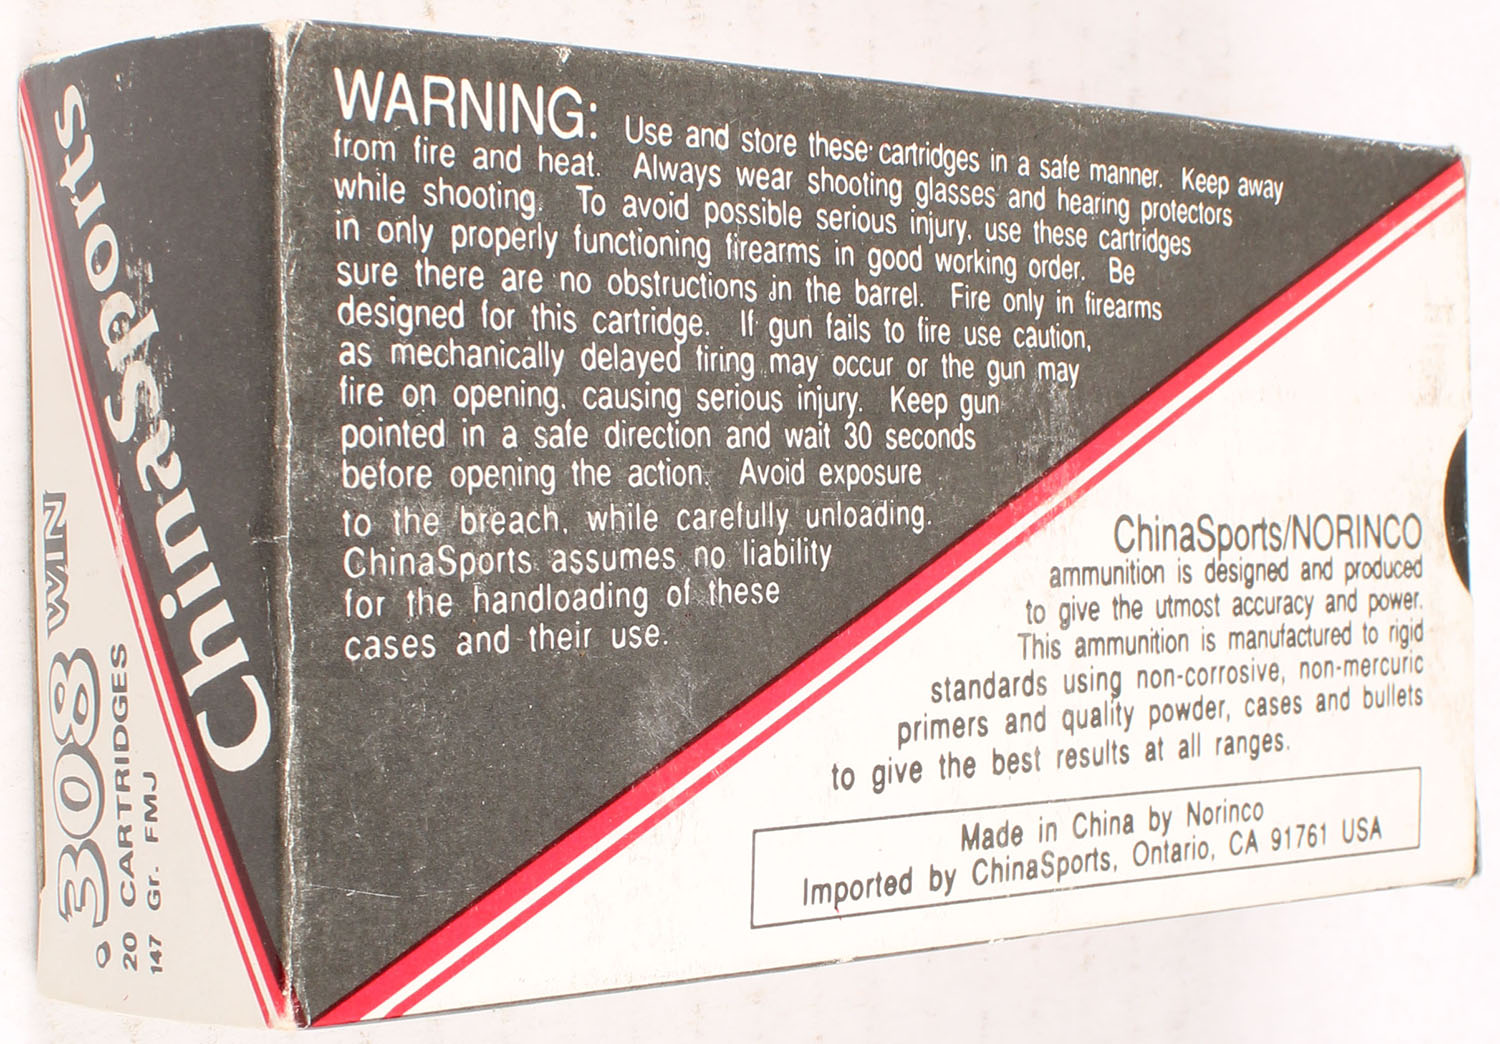 ChinaSports
.308 WIN
20 CARTRIDGES
147 Gr. FMJ
WARNING: Use and store these cartridges in a safe manner. Keep away
from fire and heat. Always wear shooting glasses and hearing protectors
while shooting. To avoid possible serious injury, use these cartridges
in only properly functioning firearms in good working order. Be
sure there are no obstructions in the barrel. Fire only in firearms
designed for this cartridge. If gun fails to fire use caution,
as mechanically delayed firing may occur or the gun may
fire on opening, causing serious injury. Keep gun
pointed in a safe direction and wait 30 seconds
before opening the action. Avoid exposure
to the breach, while carefully unloading.
ChinaSports assumes no liability
for the handloading of these
cases and their use.
ChinaSports/NORINCO
ammunition is designed and produced
to give the utmost accuracy and power.
This ammunition is manufactured to rigid
standards using non-corrosive, non-mercuric
primers and quality powder, cases and bullets
to give the best results at all ranges.
Made in China by Norinco
Imported by ChinaSports, Ontario, CA 91761 USA